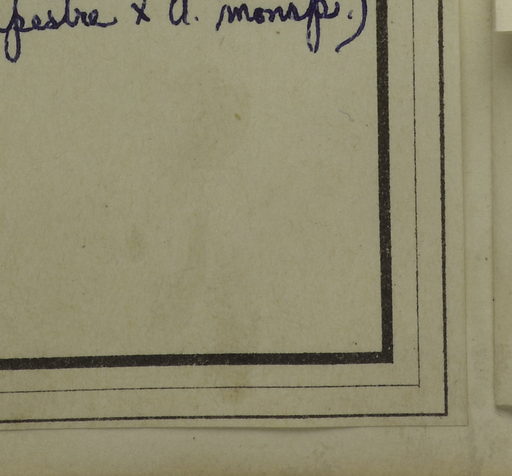 pestre x A. monsp.)